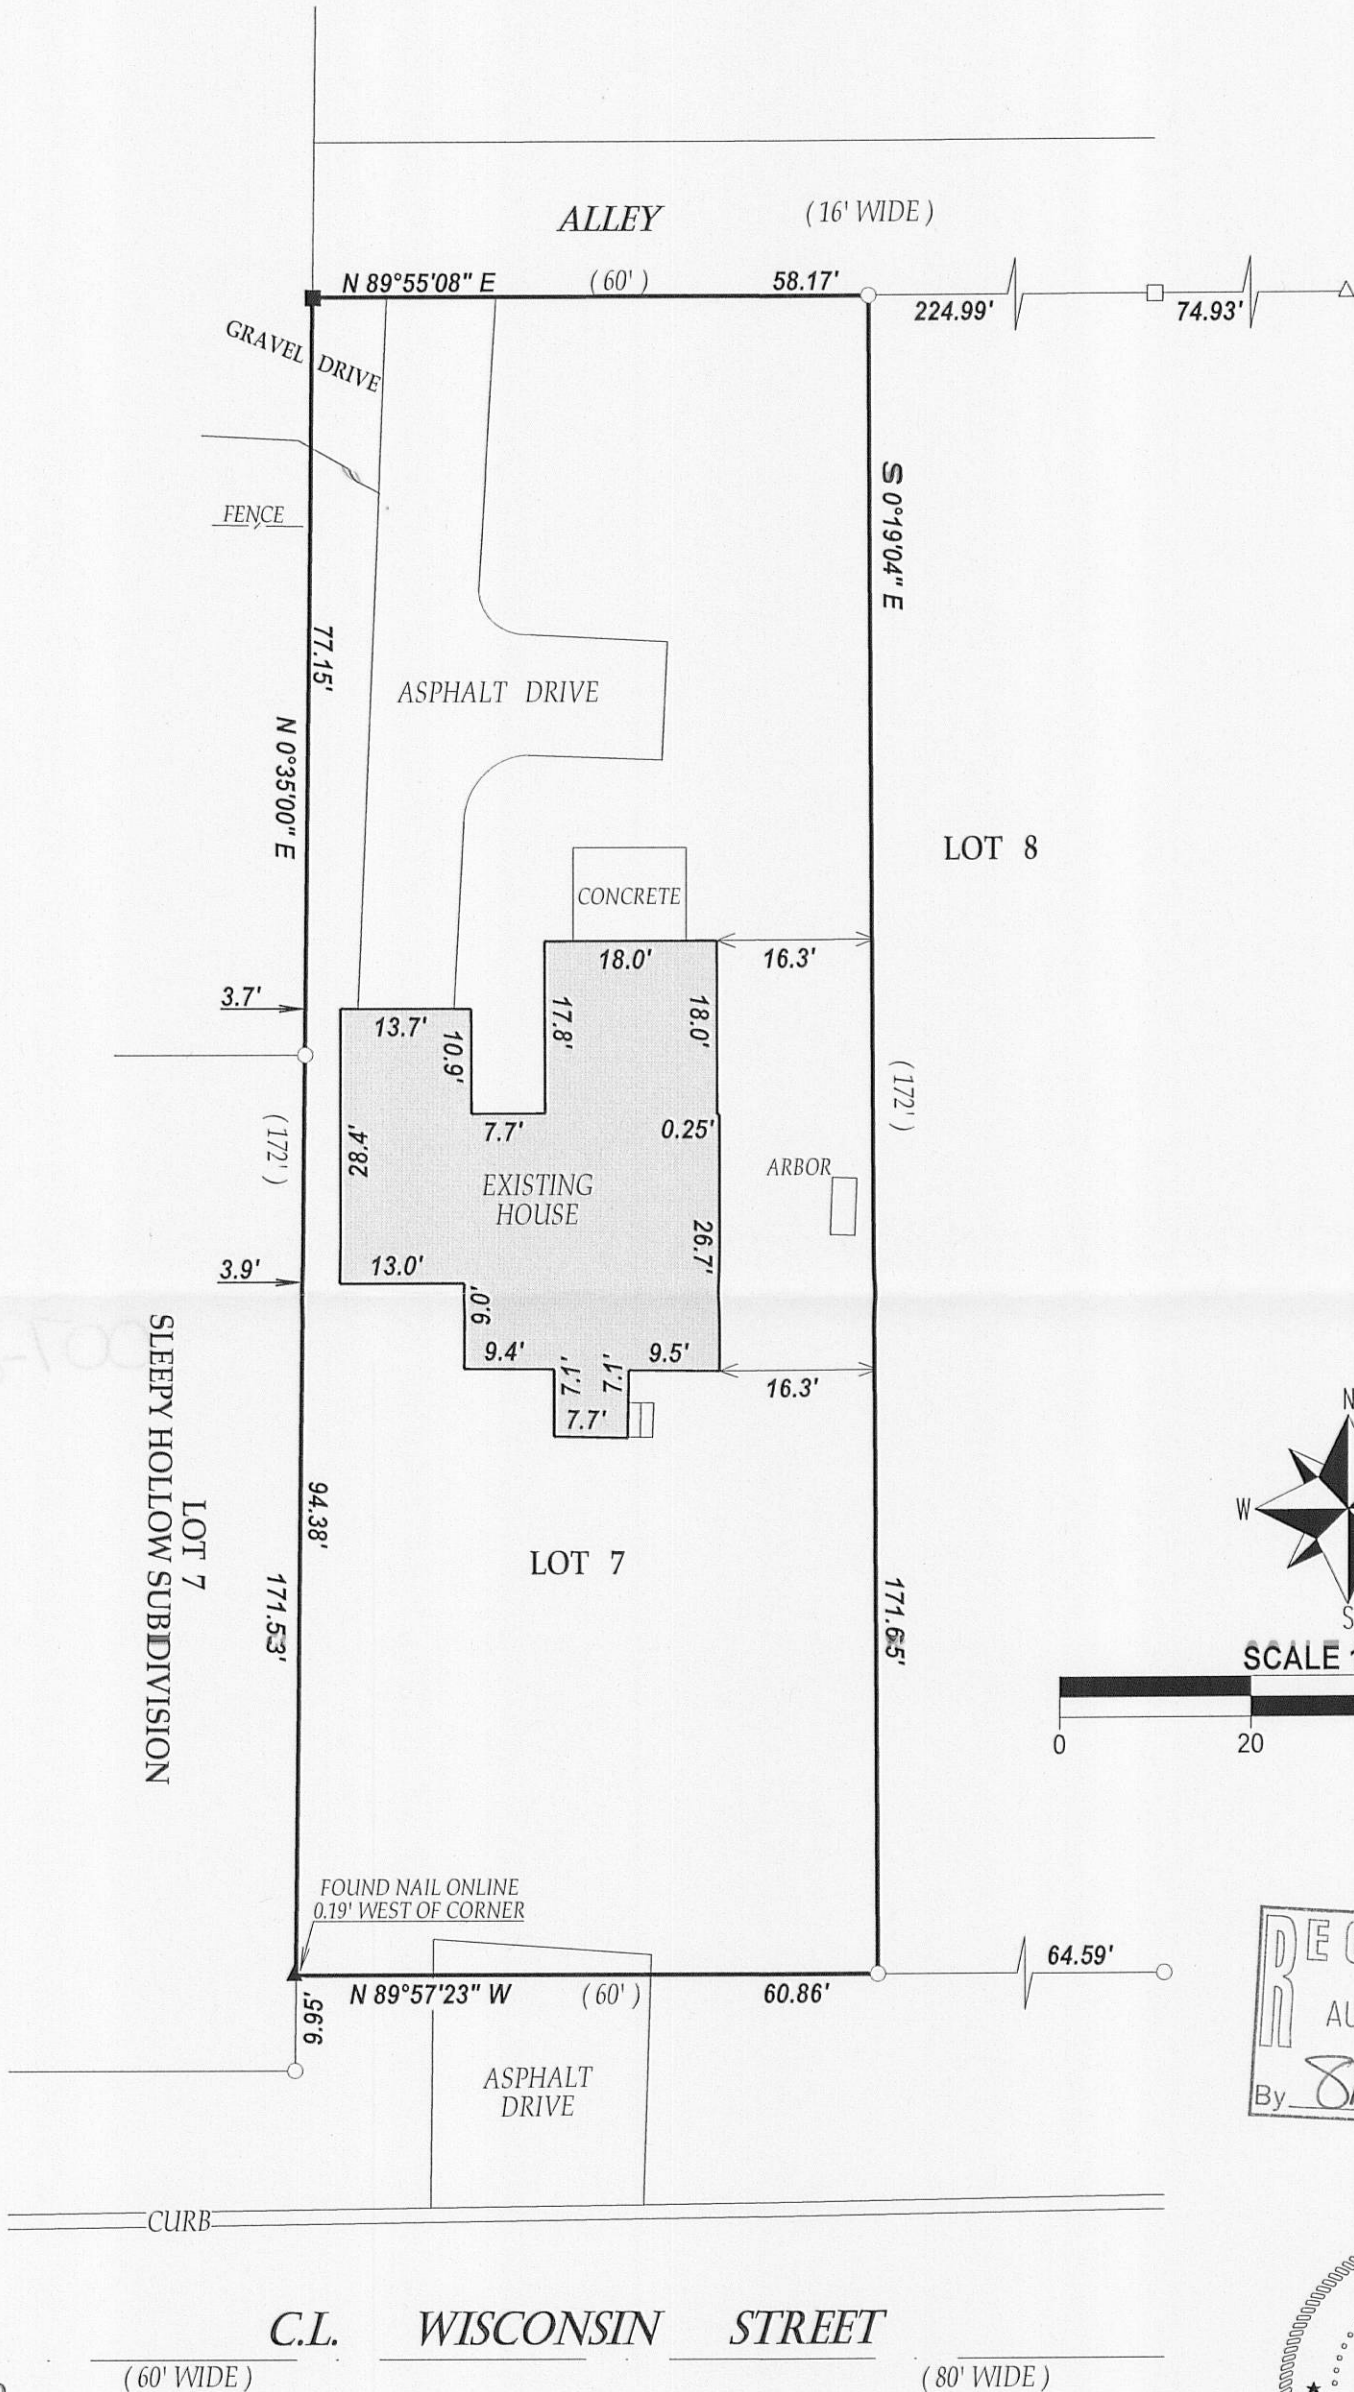 ALLEY
( 16' WIDE )
N 89°55'08" E
( 60' )
58.17'
224.99'
74.93'
GRAVEL DRIVE
FENCE
S 0°19'04" E
77.15'
N 0°35'00" E
ASPHALT DRIVE
LOT 8
CONCRETE
18.0'
16.3'
3.7'
13.7'
10.9'
17.8'
18.0'
( 172' )
( 172' )
7.7'
0.25'
28.4'
ARBOR
EXISTING
HOUSE
26.7'
3.9'
13.0'
9.0'
9.4'
7.1'
7.1'
9.5'
16.3'
7.7'
LOT 7
SLEEPY HOLLOW SUBDIVISION
94.38'
171.53'
LOT 7
171.65'
N
W
S
SCALE
0
20
FOUND NAIL ONLINE
0.19' WEST OF CORNER
N 89°57'23" W
( 60' )
60.86'
64.59'
9.95'
ASPHALT
DRIVE
By
CURB
C.L. WISCONSIN STREET
( 60' WIDE )
( 80' WIDE )